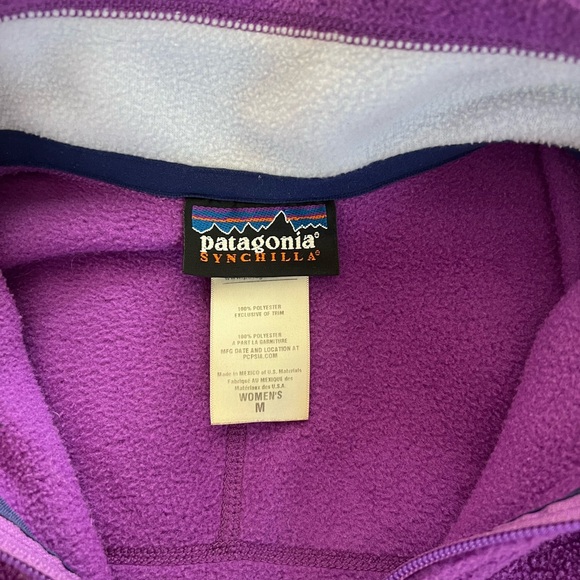 patagonia®
SYNCHILLA®
100% POLYESTER
EXCLUSIVE OF TRIM
100% POLYESTER
A PART LA GARNITURE
MFG DATE AND LOCATION AT
PCPSIA.COM
Made in MEXICO of U.S. Materials
Fabriqué AU MEXIQUE des
Matériaux des U.S.A.
WOMEN'S
M